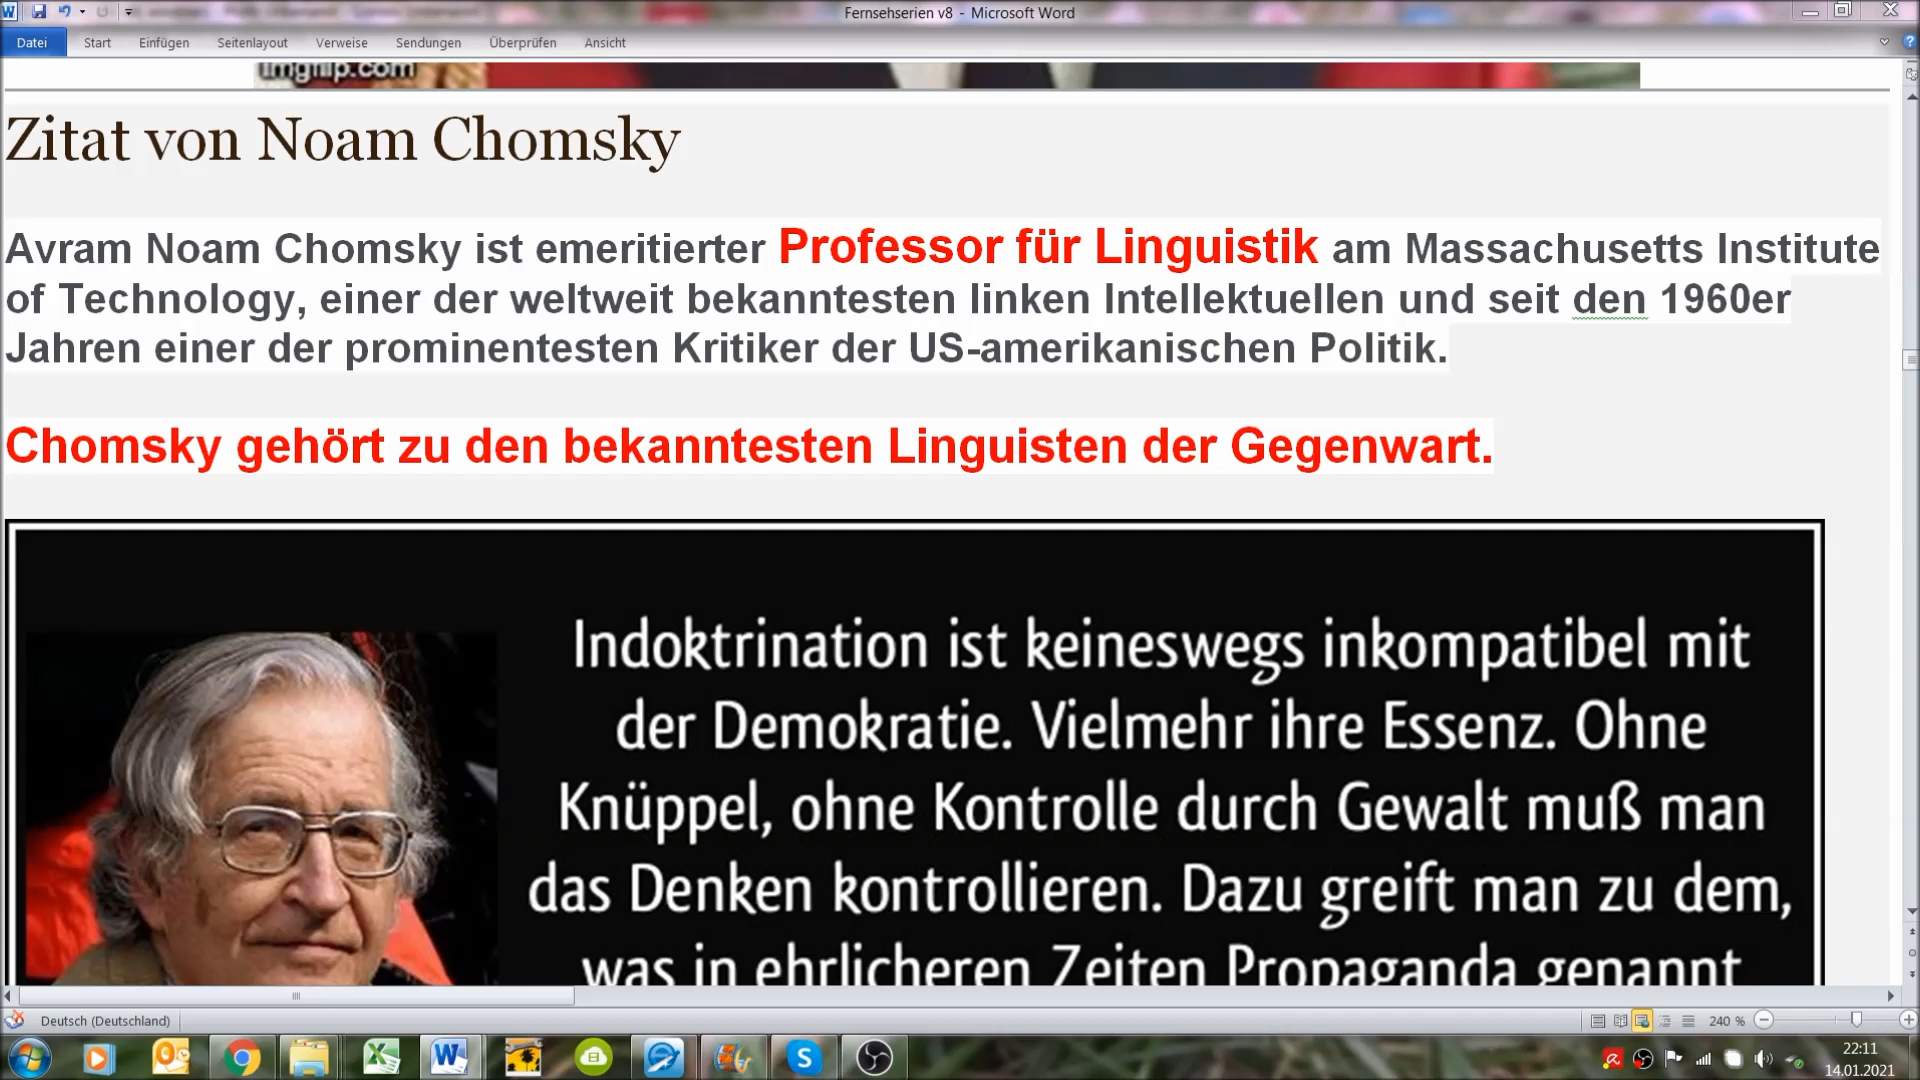 Fernsehserien v8 - Microsoft Word
Datei Start Einfügen Seitenlayout Verweise Sendungen Überprüfen Ansicht
imgflip.com
Zitat von Noam Chomsky
Avram Noam Chomsky ist emeritierter Professor für Linguistik am Massachusetts Institute
of Technology, einer der weltweit bekanntesten linken Intellektuellen und seit den 1960er
Jahren einer der prominentesten Kritiker der US-amerikanischen Politik.
Chomsky gehört zu den bekanntesten Linguisten der Gegenwart.
Indoktrination ist keineswegs inkompatibel mit
der Demokratie. Vielmehr ihre Essenz. Ohne
Knüppel, ohne Kontrolle durch Gewalt muß man
das Denken kontrollieren. Dazu greift man zu dem,
was in ehrlicheren Zeiten Propaganda genannt
Deutsch (Deutschland)
240 %
22:11
14.01.2021